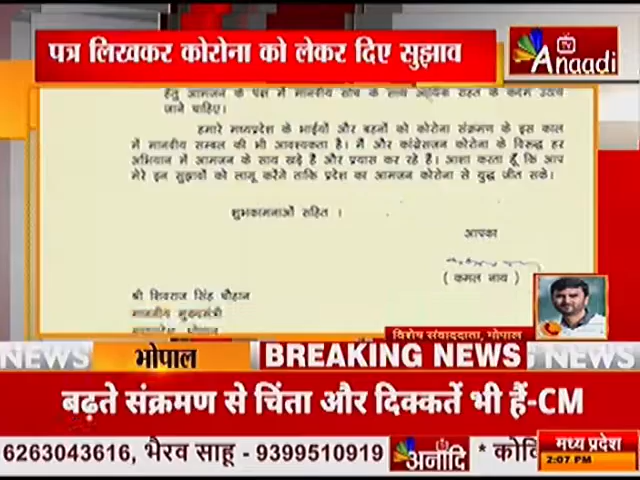 पत्र लिखकर कोरोना को लेकर दिए सुझाव
TV
Anaadi
हेतु आमजन के पक्ष में मानवीय सोच के साथ आर्थिक राहत के कदम उठाये
जाने चाहिए।
हमारे मध्यप्रदेश के भाईयों और बहनों को कोरोना संक्रमण के इस काल
में मानवीय सम्बल की भी आवश्यकता है। मैं और कांग्रेसजन कोरोना के विरूद्ध हर
अभियान में आमजन के साथ खड़े हैं और प्रयास कर रहे हैं। आशा करता हूँ कि आप
मेरे इन सुझावों को लागू करेंगे ताकि प्रदेश का आमजन कोरोना से युद्ध जीत सके।
शुभकामनाओं सहित ।
आपका
( कमल नाथ )
श्री शिवराज सिंह चौहान
माननीय मुख्यमंत्री
विशेष संवाददाता, भोपाल
NEWS भोपाल BREAKING NEWS NEWS
बढ़ते संक्रमण से चिंता और दिक्कतें भी हैं-CM
6263043616, भैरव साहू - 9399510919 अनादि * कोवि
मध्य प्रदेश
2:07 PM